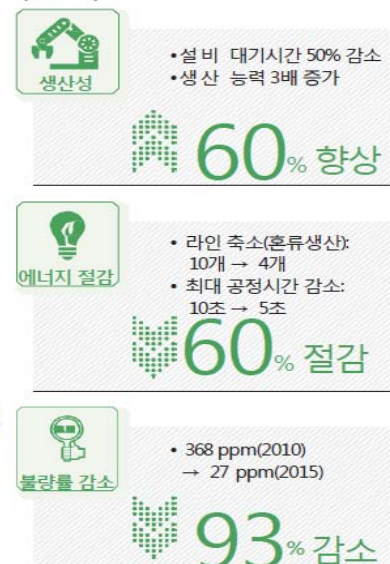 생산성
•설비 대기시간 50% 감소
•생산 능력 3배 증가
60% 향상
에너지 절감
• 라인 축소(혼류생산):
10개 → 4개
• 최대 공정시간 감소:
10초 → 5초
60% 절감
불량률 감소
• 368 ppm(2010)
→ 27 ppm(2015)
93% 감소